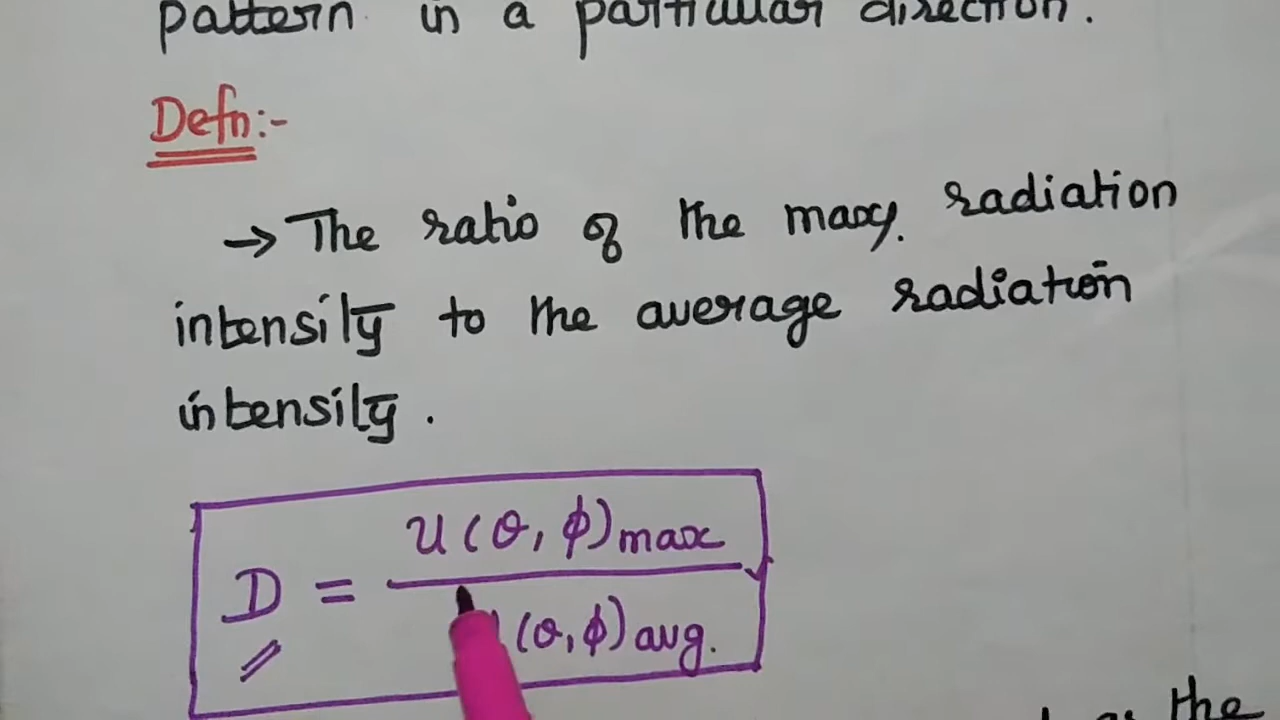 pattern in a particular direction.
Defn:-
→ The ratio of the max. radiation
intensity to the average radiation
intensity.
D = U(θ, ϕ)max
(θ,ϕ)avg.
the